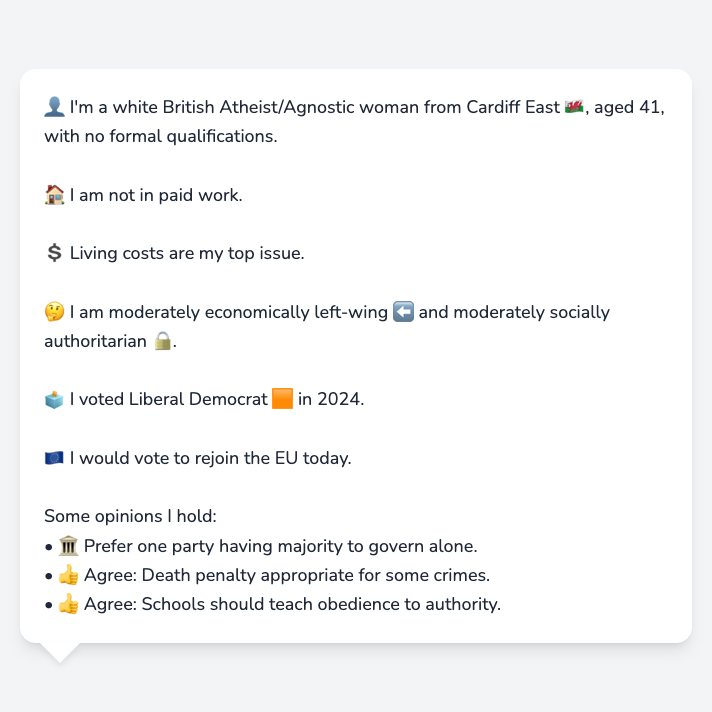 👤 I'm a white British Atheist/Agnostic woman from Cardiff East 🏴󠁧󠁢󠁷󠁬󠁳󠁿, aged 41,
with no formal qualifications.
🏠 I am not in paid work.
💲 Living costs are my top issue.
🤔 I am moderately economically left-wing ⬅️ and moderately socially
authoritarian 🔒.
🗳️ I voted Liberal Democrat 🟧 in 2024.
🇪🇺 I would vote to rejoin the EU today.
Some opinions I hold:
• 🏛️ Prefer one party having majority to govern alone.
• 👍 Agree: Death penalty appropriate for some crimes.
• 👍 Agree: Schools should teach obedience to authority.